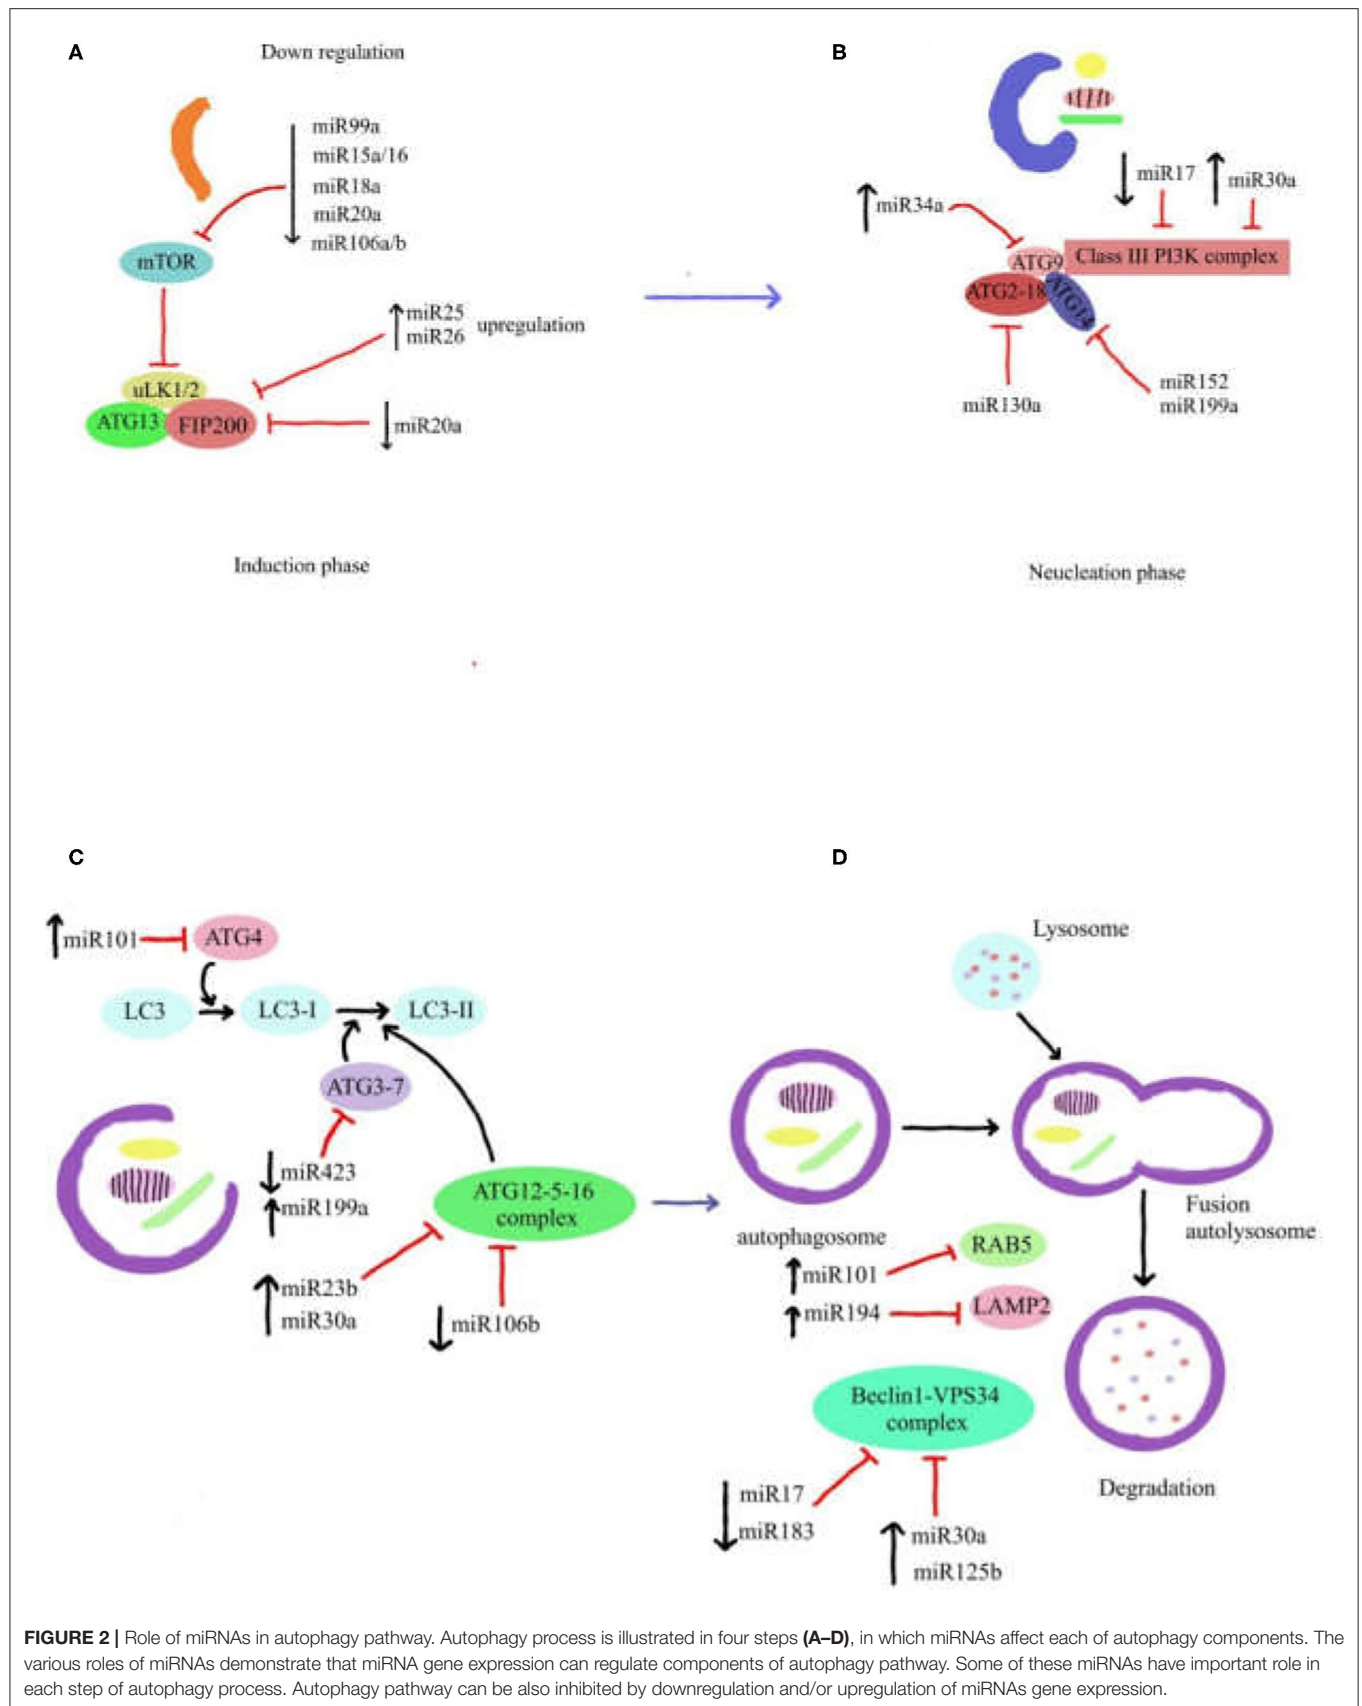 A
Down regulation
miR99a
miR15a/16
miR18a
miR20a
miR106a/b
mTOR
miR25
miR26
upregulation
uLK1/2
ATG13
FIP200
miR20a
Induction phase
B
miR17
miR30a
miR34a
ATG9
Class III PI3K complex
ATG2-18
ATG14
miR130a
miR152
miR199a
Neucleation phase
C
miR101
ATG4
LC3
LC3-I
LC3-II
ATG3-7
miR423
miR199a
ATG12-5-16
complex
miR23b
miR30a
miR106b
D
Lysosome
Fusion
autolysosome
autophagosome
miR101
RAB5
miR194
LAMP2
Beclin1-VPS34
complex
miR17
miR183
miR30a
miR125b
Degradation
FIGURE 2 | Role of miRNAs in autophagy pathway. Autophagy process is illustrated in four steps (A–D), in which miRNAs affect each of autophagy components. The
various roles of miRNAs demonstrate that miRNA gene expression can regulate components of autophagy pathway. Some of these miRNAs have important role in
each step of autophagy process. Autophagy pathway can be also inhibited by downregulation and/or upregulation of miRNAs gene expression.